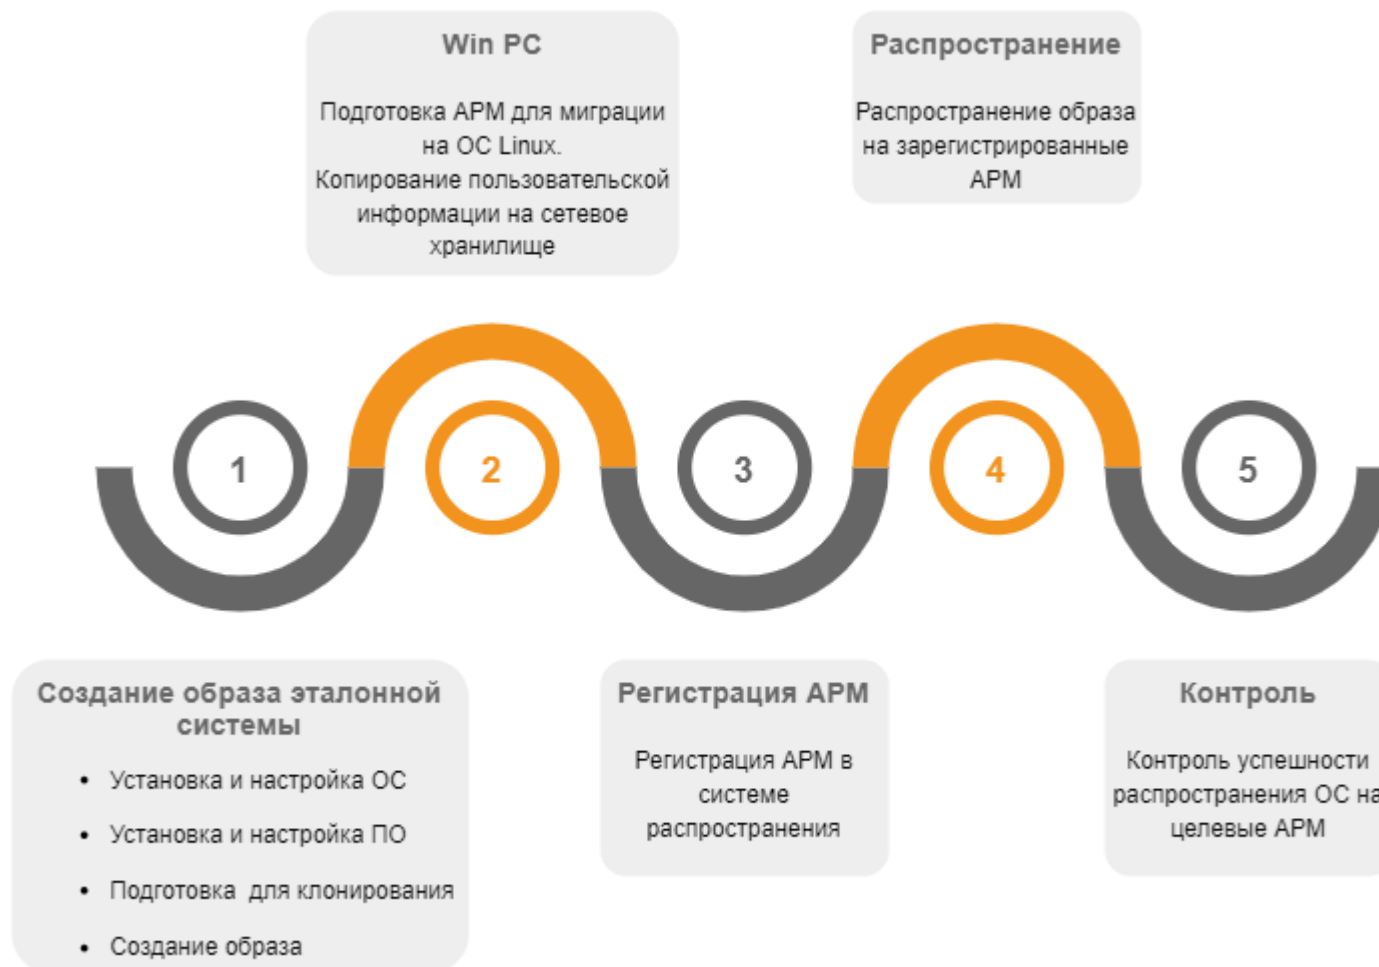 Win PC
Подготовка АРМ для миграции
на ОС Linux.
Копирование пользовательской
информации на сетевое
хранилище
Распространение
Распространение образа
на зарегистрированные
АРМ
1
2
3
4
5
Создание образа эталонной
системы
• Установка и настройка ОС
• Установка и настройка ПО
• Подготовка для клонирования
• Создание образа
Регистрация АРМ
Регистрация АРМ в
системе
распространения
Контроль
Контроль успешности
распространения ОС на
целевые АРМ